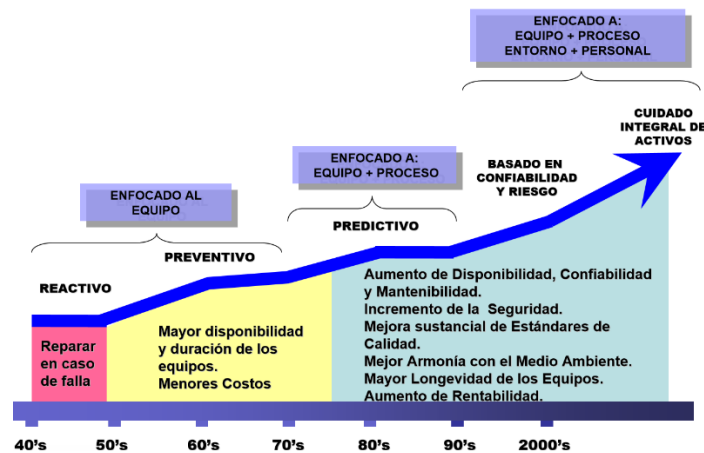 ENFOCADO A:
EQUIPO + PROCESO
ENTORNO + PERSONAL
CUIDADO
INTEGRAL DE
ACTIVOS
ENFOCADO A:
EQUIPO + PROCESO
BASADO EN
CONFIABILIDAD
Y RIESGO
ENFOCADO AL
EQUIPO
PREDICTIVO
PREVENTIVO
REACTIVO
Reparar
en caso
de falla
Mayor disponibilidad
y duración de los
equipos.
Menores Costos
Aumento de Disponibilidad, Confiabilidad
y Mantenibilidad.
Incremento de la Seguridad.
Mejora sustancial de Estándares de
Calidad.
Mejor Armonía con el Medio Ambiente.
Mayor Longevidad de los Equipos.
Aumento de Rentabilidad.
40's 50's 60's 70's 80's 90's 2000's